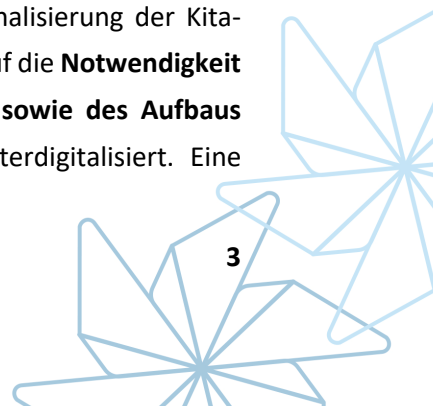 nalisierung der Kita-
f die Notwendigkeit
sowie des Aufbaus
terdigitalisiert. Eine
3